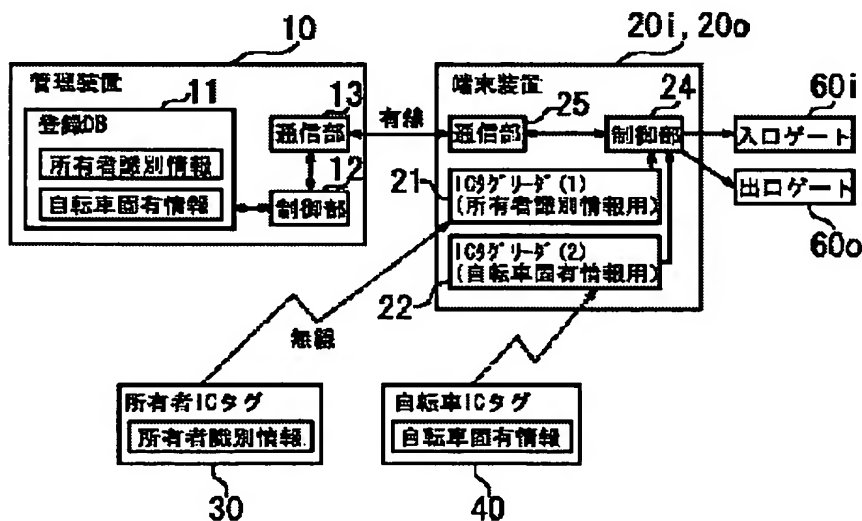 10
20i, 20o
管理装置
11
登録DB
所有者識別情報
自転車固有情報
13
通信部
12
制御部
有線
端末装置
25
通信部
24
制御部
21
ICタグリーダ(1)
(所有者識別情報用)
22
ICタグリーダ(2)
(自転車固有情報用)
60i
入口ゲート
出口ゲート
60o
無線
所有者ICタグ
所有者識別情報
30
自転車ICタグ
自転車固有情報
40